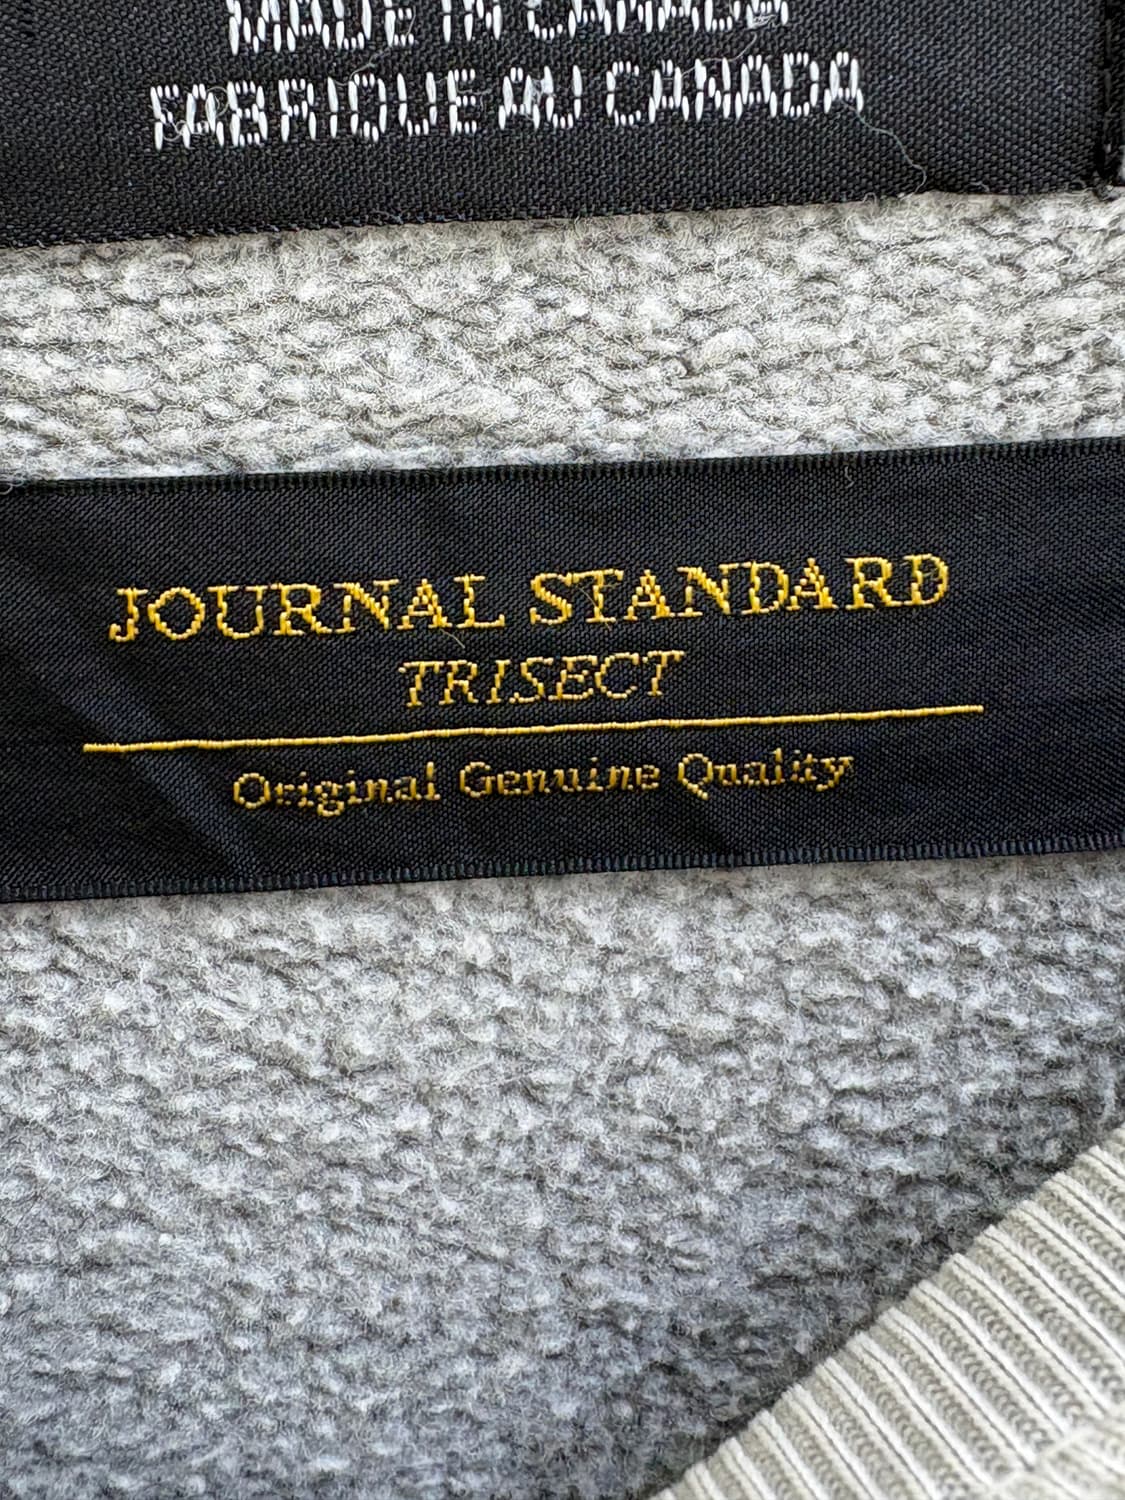 MADE IN CANADA
FABRIQUE AU CANADA
JOURNAL STANDARD
TRISECT
Original Genuine Quality